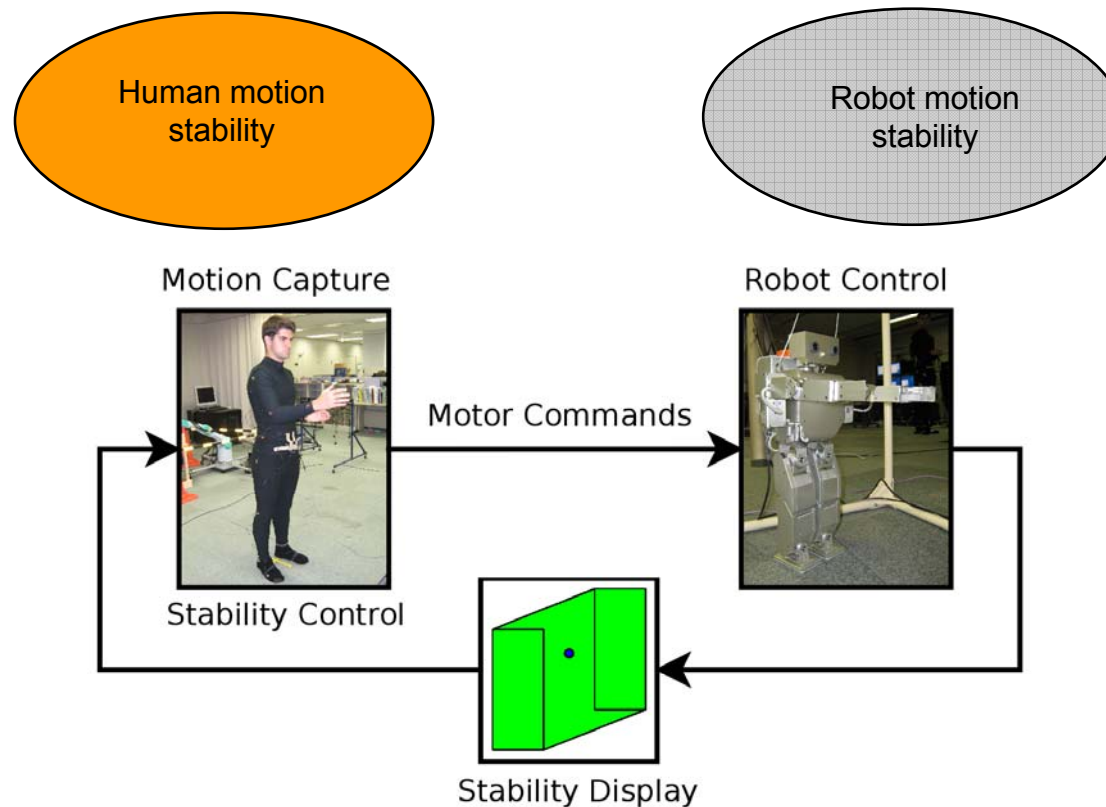 Human motion
stability
Robot motion
stability
Motion Capture
Robot Control
Motor Commands
Stability Control
Stability Display